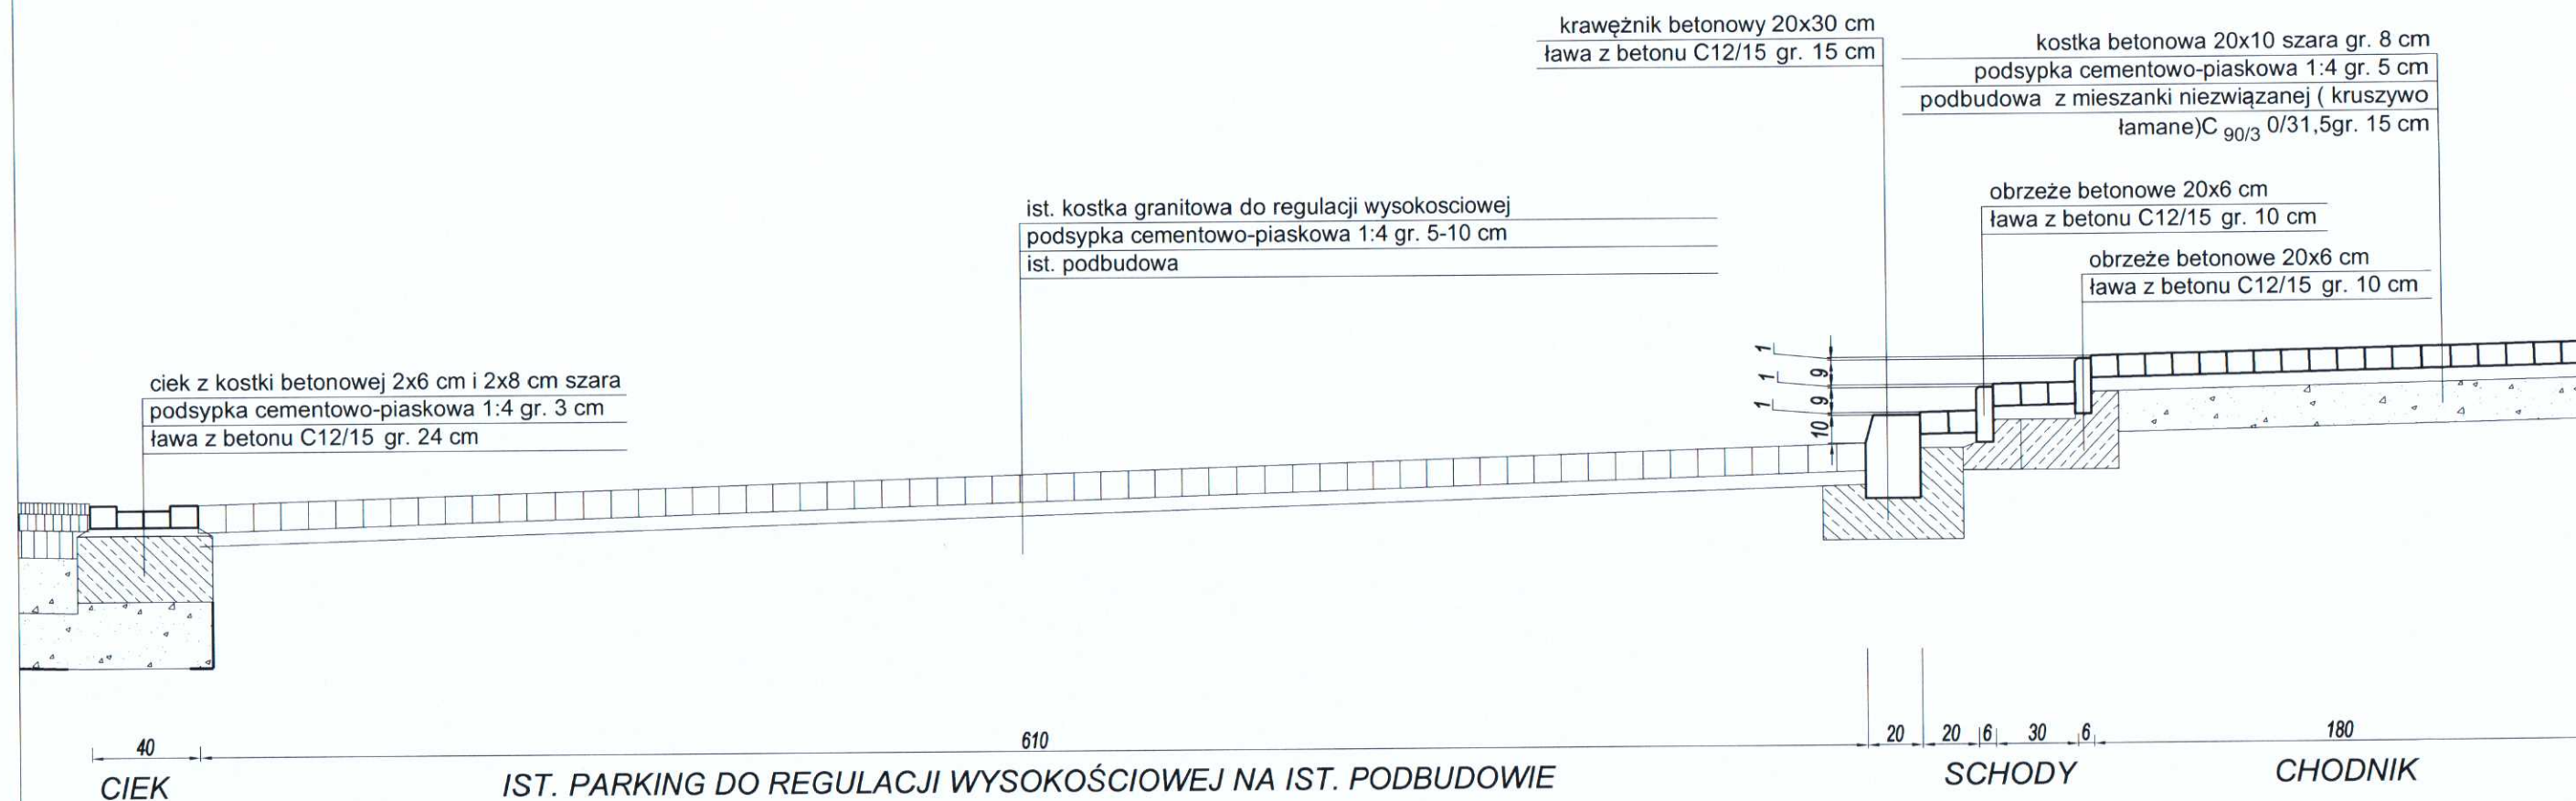 krawężnik betonowy 20x30 cm
ława z betonu C12/15 gr. 15 cm
kostka betonowa 20x10 szara gr. 8 cm
podsypka cementowo-piaskowa 1:4 gr. 5 cm
podbudowa z mieszanki niezwiązanej ( kruszywo
łamane)C 90/3 0/31,5gr. 15 cm
ist. kostka granitowa do regulacji wysokosciowej
podsypka cementowo-piaskowa 1:4 gr. 5-10 cm
ist. podbudowa
obrzeże betonowe 20x6 cm
ława z betonu C12/15 gr. 10 cm
obrzeże betonowe 20x6 cm
ława z betonu C12/15 gr. 10 cm
ciek z kostki betonowej 2x6 cm i 2x8 cm szara
podsypka cementowo-piaskowa 1:4 gr. 3 cm
ława z betonu C12/15 gr. 24 cm
1
9
1
9
1
10
40
610
20
20
6
30
6
180
CIEK
IST. PARKING DO REGULACJI WYSOKOŚCIOWEJ NA IST. PODBUDOWIE
SCHODY
CHODNIK